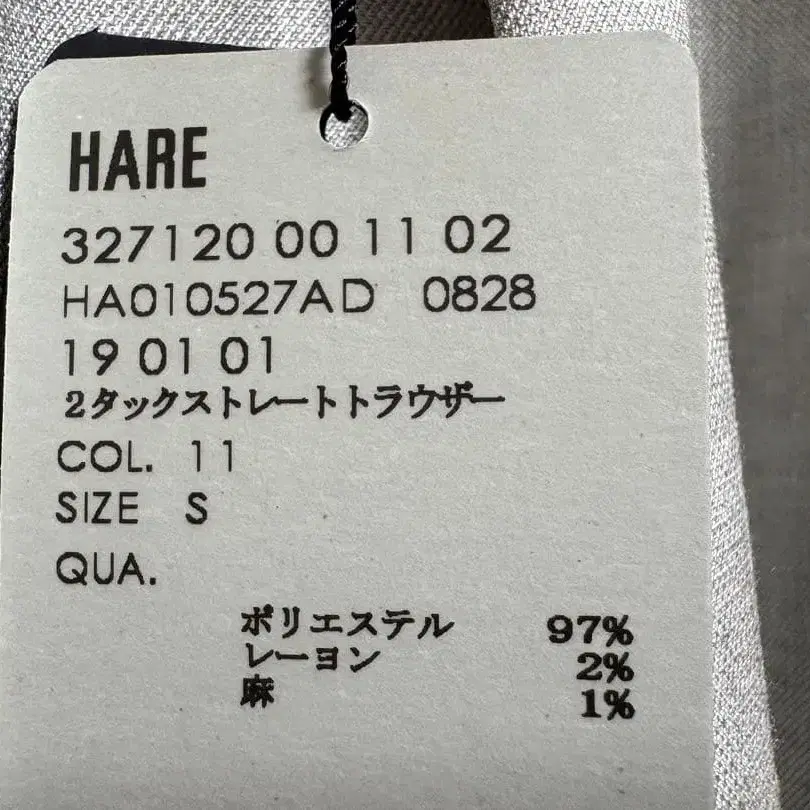 HARE
327120 00 11 02
HA010527AD 0828
19 01 01
2タックストレートトラウザー
COL. 11
SIZE S
QUA.
ポリエステル 97%
レーヨン 2%
麻 1%